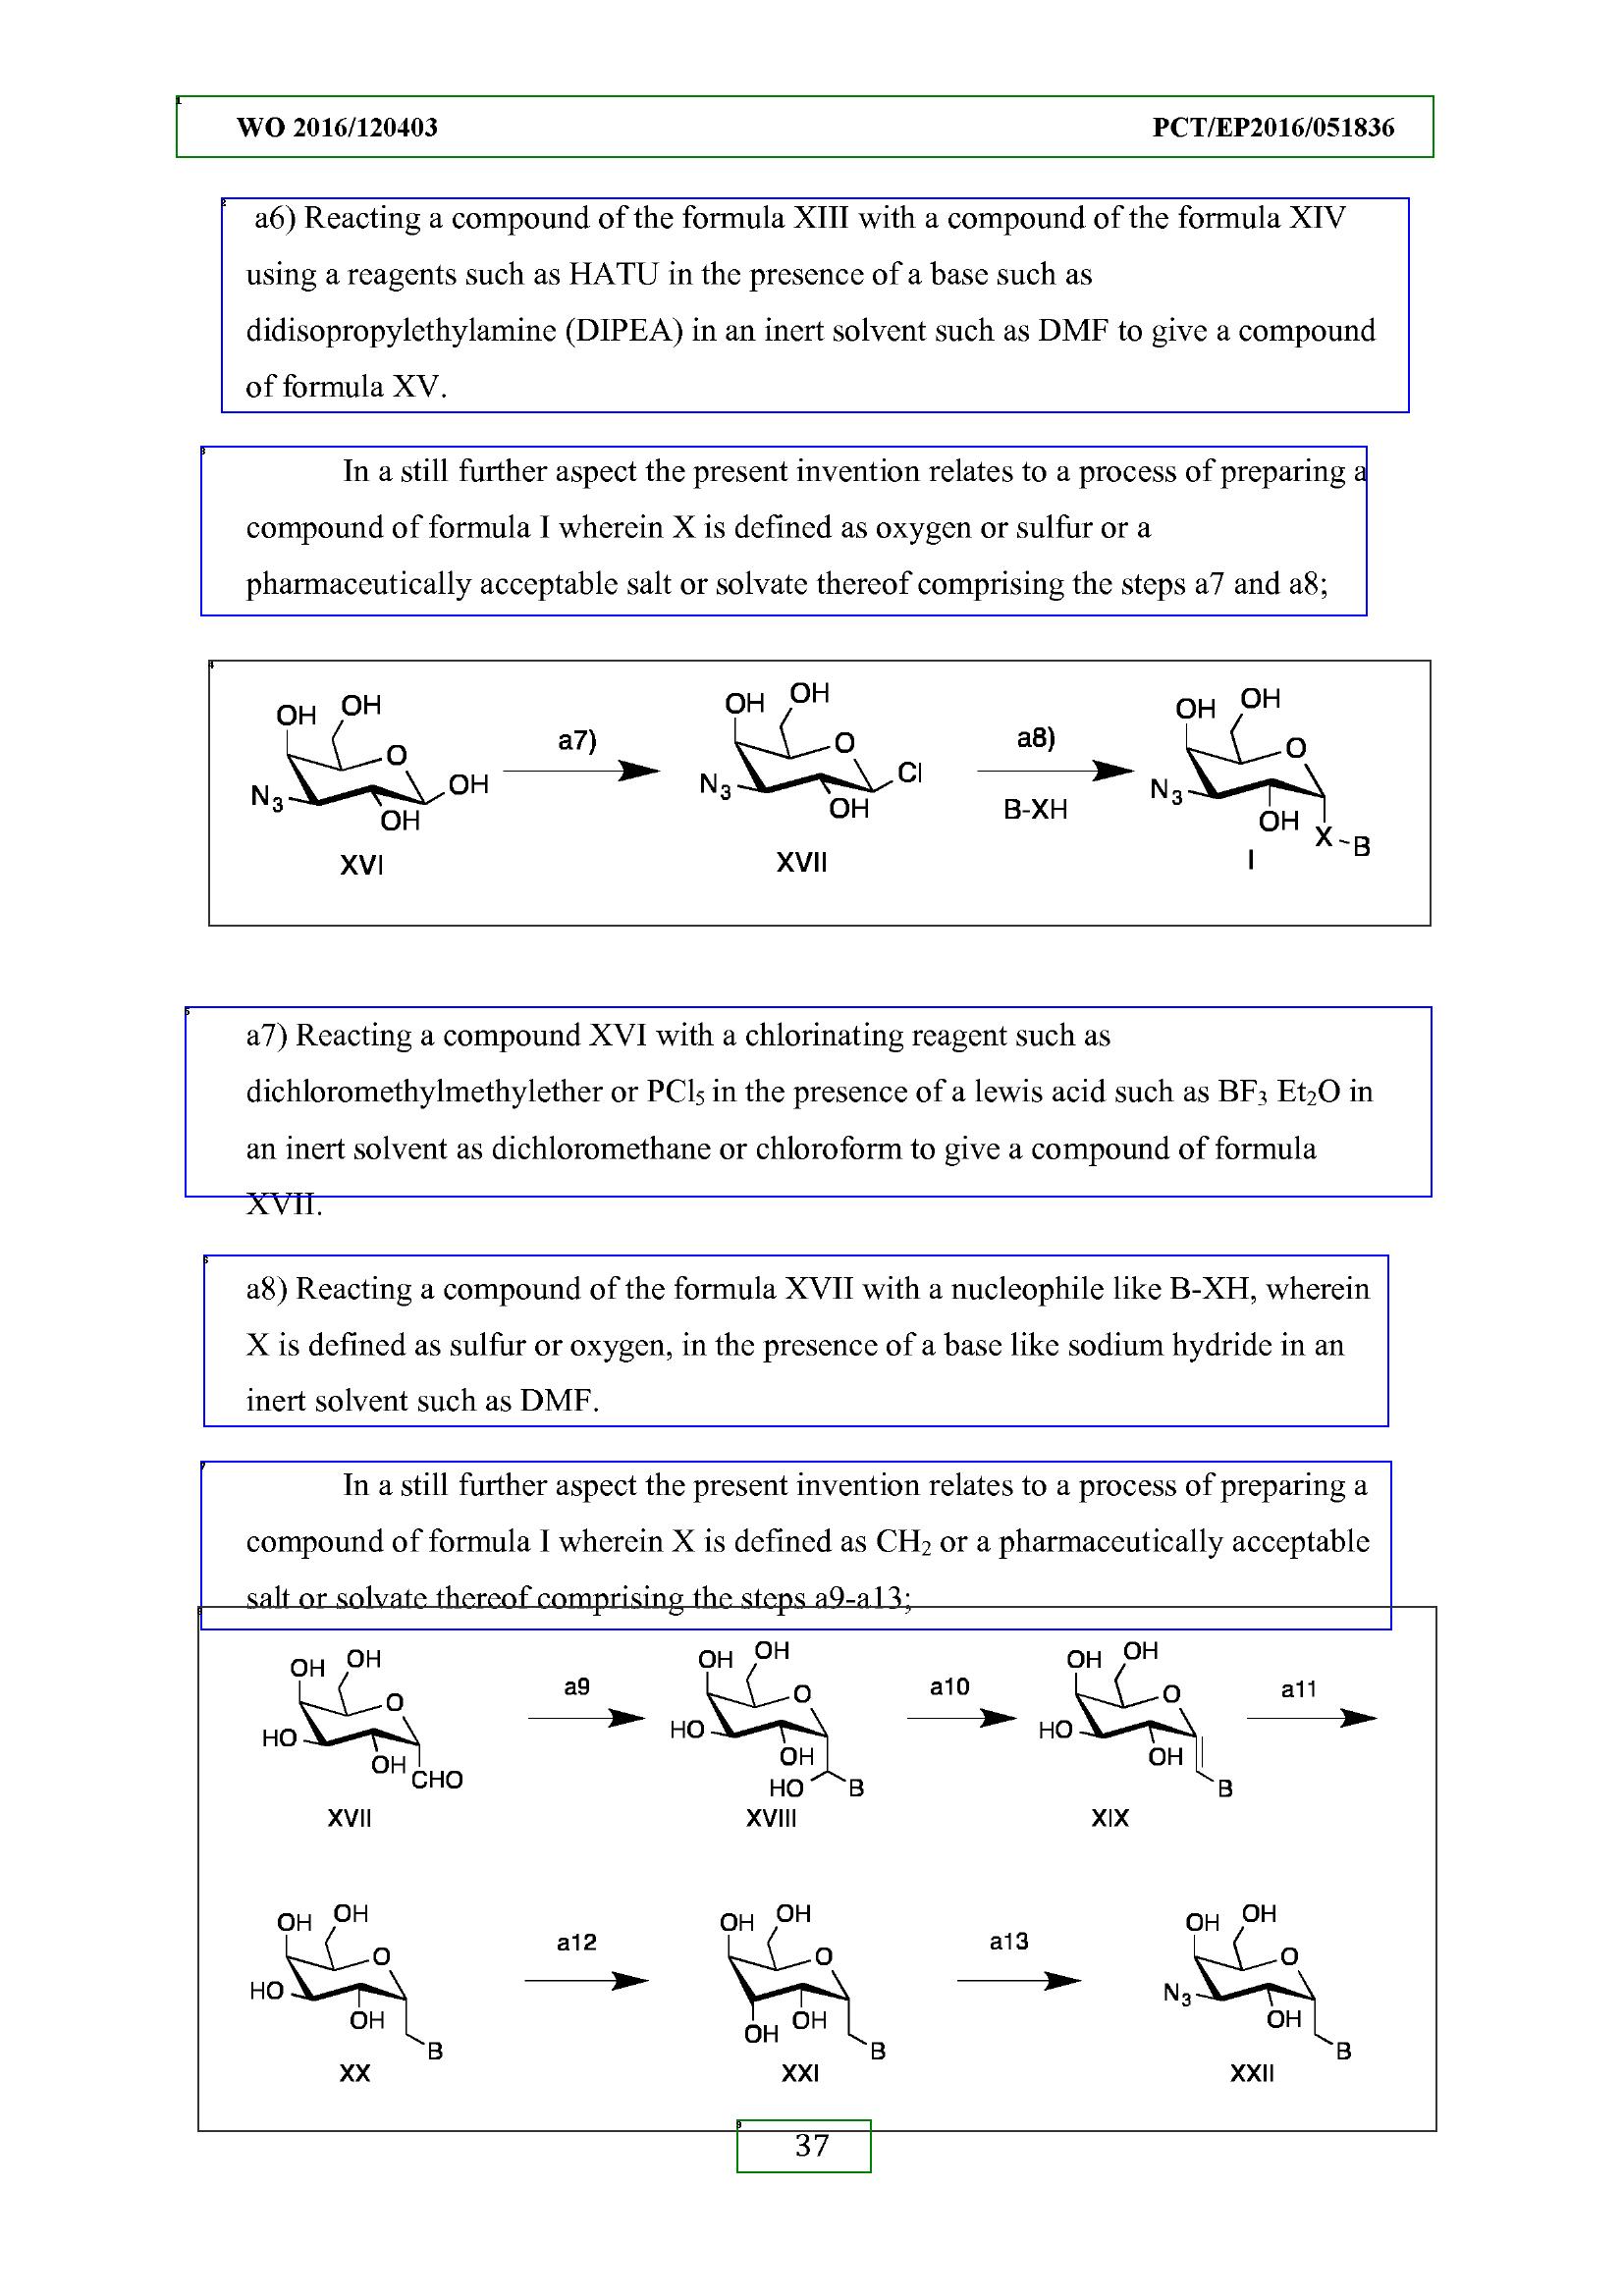 WO 2016/120403 PCT/EP2016/051836
a6) Reacting a compound of the formula XIII with a compound of the formula XIV
using a reagents such as HATU in the presence of a base such as
didisopropylethylamine (DIPEA) in an inert solvent such as DMF to give a compound
of formula XV.
In a still further aspect the present invention relates to a process of preparing a
compound of formula I wherein X is defined as oxygen or sulfur or a
pharmaceutically acceptable salt or solvate thereof comprising the steps a7 and a8;
OH OH O N3 OH OH XVI
a7)
OH OH O N3 Cl OH XVII
a8) B-XH
OH OH O N3 OH X B I
a7) Reacting a compound XVI with a chlorinating reagent such as
dichloromethylmethylether or PCl₅ in the presence of a lewis acid such as BF₃ Et₂O in
an inert solvent as dichloromethane or chloroform to give a compound of formula
XVII.
a8) Reacting a compound of the formula XVII with a nucleophile like B-XH, wherein
X is defined as sulfur or oxygen, in the presence of a base like sodium hydride in an
inert solvent such as DMF.
In a still further aspect the present invention relates to a process of preparing a
compound of formula I wherein X is defined as CH₂ or a pharmaceutically acceptable
salt or solvate thereof comprising the steps a9-a13;
OH OH O HO OH CHO XVII
a9
OH OH O HO OH HO B XVIII
a10
OH OH O HO OH B XIX
a11
OH OH O HO OH B XX
a12
OH OH O OH OH B XXI
a13
OH OH O N3 OH B XXII
37